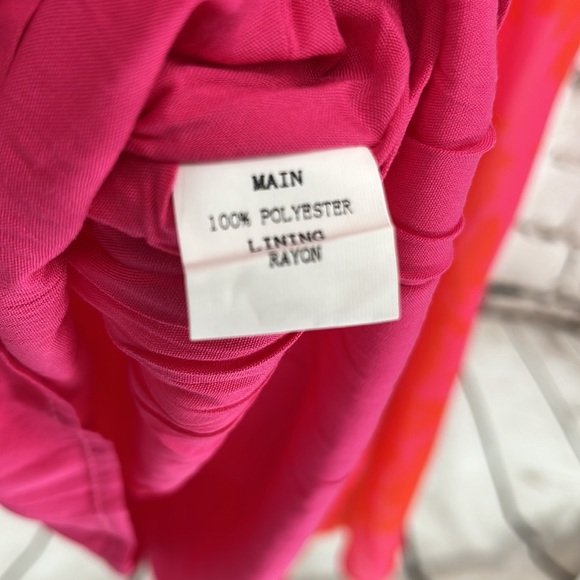 MAIN
100% POLYESTER
LINING
RAYON